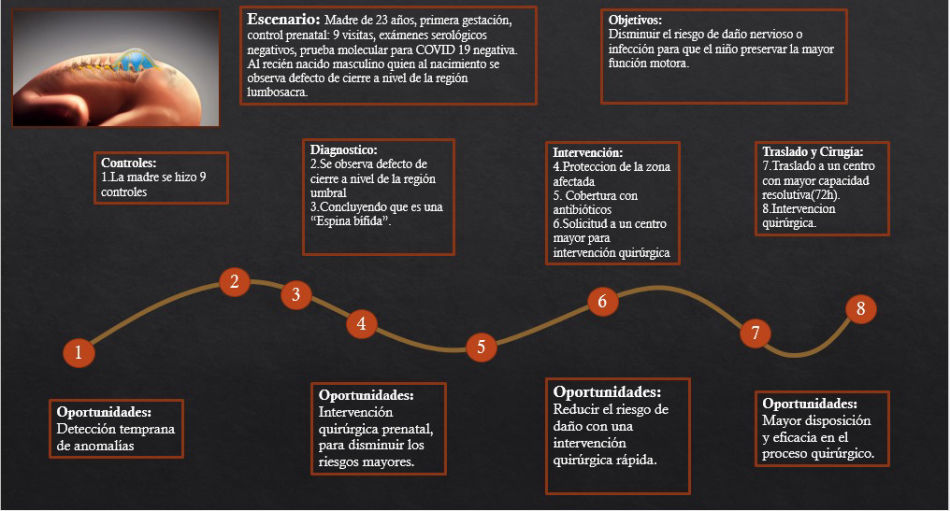 Escenario: Madre de 23 años, primera gestación,
control prenatal: 9 visitas, exámenes serológicos
negativos, prueba molecular para COVID 19 negativa.
Al recién nacido masculino quien al nacimiento se
observa defecto de cierre a nivel de la región
lumbosacra.
Objetivos:
Disminuir el riesgo de daño nervioso o
infección para que el niño preservar la mayor
función motora.
Controles:
1.La madre se hizo 9
controles
Diagnostico:
2.Se observa defecto de
cierre a nivel de la región
umbral
3.Concluyendo que es una
“Espina bífida”.
Intervención:
4.Proteccion de la zona
afectada
5. Cobertura con
antibióticos
6.Solicitud a un centro
mayor para
intervención quirúrgica
Traslado y Cirugia:
7.Traslado a un centro
con mayor capacidad
resolutiva(72h).
8.Intervencion
quirúrgica.
1
2
3
4
5
6
7
8
Oportunidades:
Detección temprana
de anomalías
Oportunidades:
Intervención
quirúrgica prenatal,
para disminuir los
riesgos mayores.
Oportunidades:
Reducir el riesgo de
daño con una
intervención
quirúrgica rápida.
Oportunidades:
Mayor disposición
y eficacia en el
proceso quirúrgico.